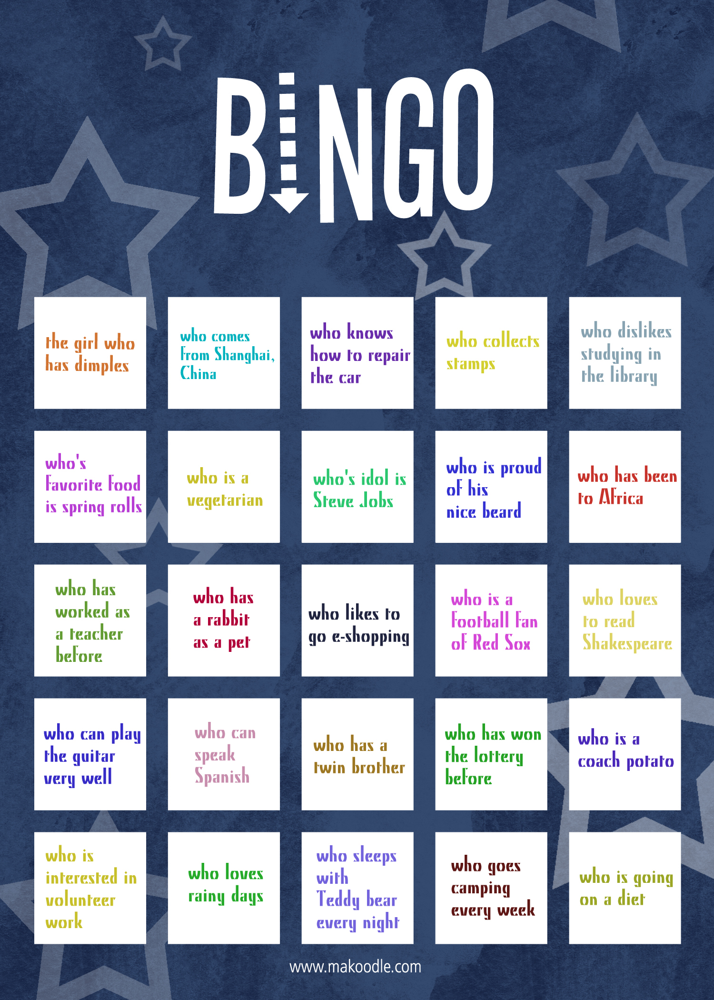 BINGO
the girl who
has dimples
who comes
from Shanghai,
China
who knows
how to repair
the car
who collects
stamps
who dislikes
studying in
the library
who's
favorite food
is spring rolls
who is a
vegetarian
who's idol is
Steve Jobs
who is proud
of his
nice beard
who has been
to Africa
who has
worked as
a teacher
before
who has
a rabbit
as a pet
who likes to
go e-shopping
who is a
football fan
of Red Sox
who loves
to read
Shakespeare
who can play
the guitar
very well
who can
speak
Spanish
who has a
twin brother
who has won
the lottery
before
who is a
coach potato
who is
interested in
volunteer
work
who loves
rainy days
who sleeps
with
Teddy bear
every night
who goes
camping
every week
who is going
on a diet
www.makoodle.com